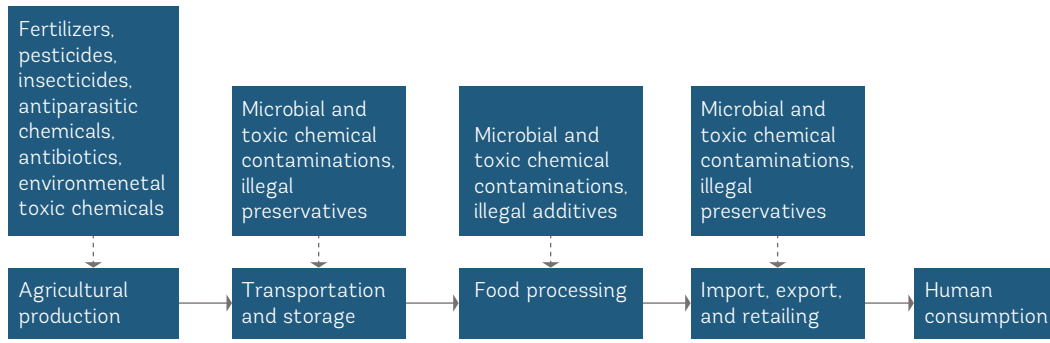 Fertilizers,
pesticides,
insecticides,
antiparasitic
chemicals,
antibiotics,
environmenetal
toxic chemicals
Microbial and
toxic chemical
contaminations,
illegal
preservatives
Microbial and
toxic chemical
contaminations,
illegal additives
Microbial and
toxic chemical
contaminations,
illegal
preservatives
Agricultural
production
Transportation
and storage
Food processing
Import, export,
and retailing
Human
consumption